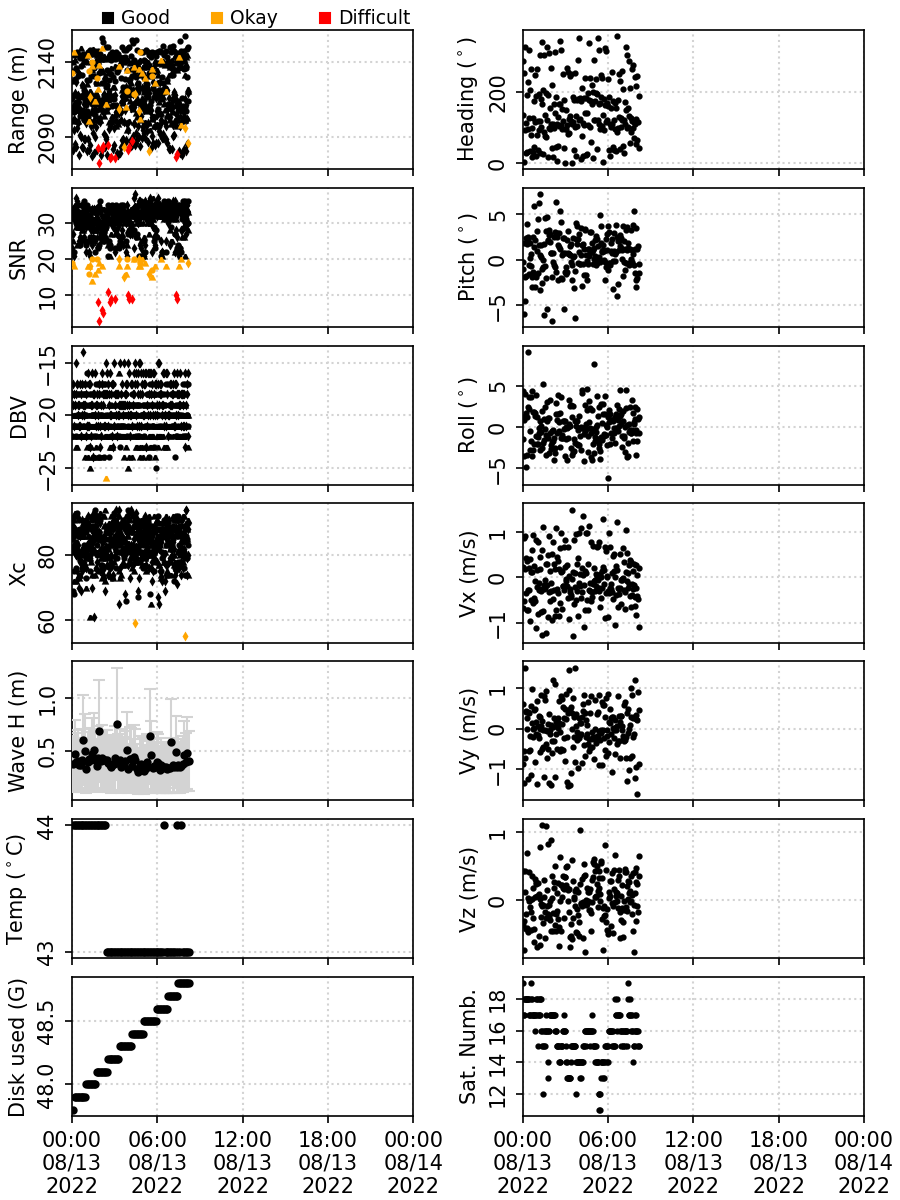 Good Okay Difficult
Range (m)
2140
2090
Heading (°)
200
0
SNR
30
20
10
Pitch (°)
5
0
−5
DBV
−15
−20
−25
Roll (°)
5
0
−5
Xc
80
60
Vx (m/s)
1
0
−1
Wave H (m)
1.0
0.5
Vy (m/s)
1
0
−1
Temp (°C)
44
43
Vz (m/s)
1
0
Disk used (G)
48.5
48.0
Sat. Numb.
18
16
14
12
00:00 06:00 12:00 18:00 00:00
08/13 08/13 08/13 08/13 08/14
2022 2022 2022 2022 2022
00:00 06:00 12:00 18:00 00:00
08/13 08/13 08/13 08/13 08/14
2022 2022 2022 2022 2022